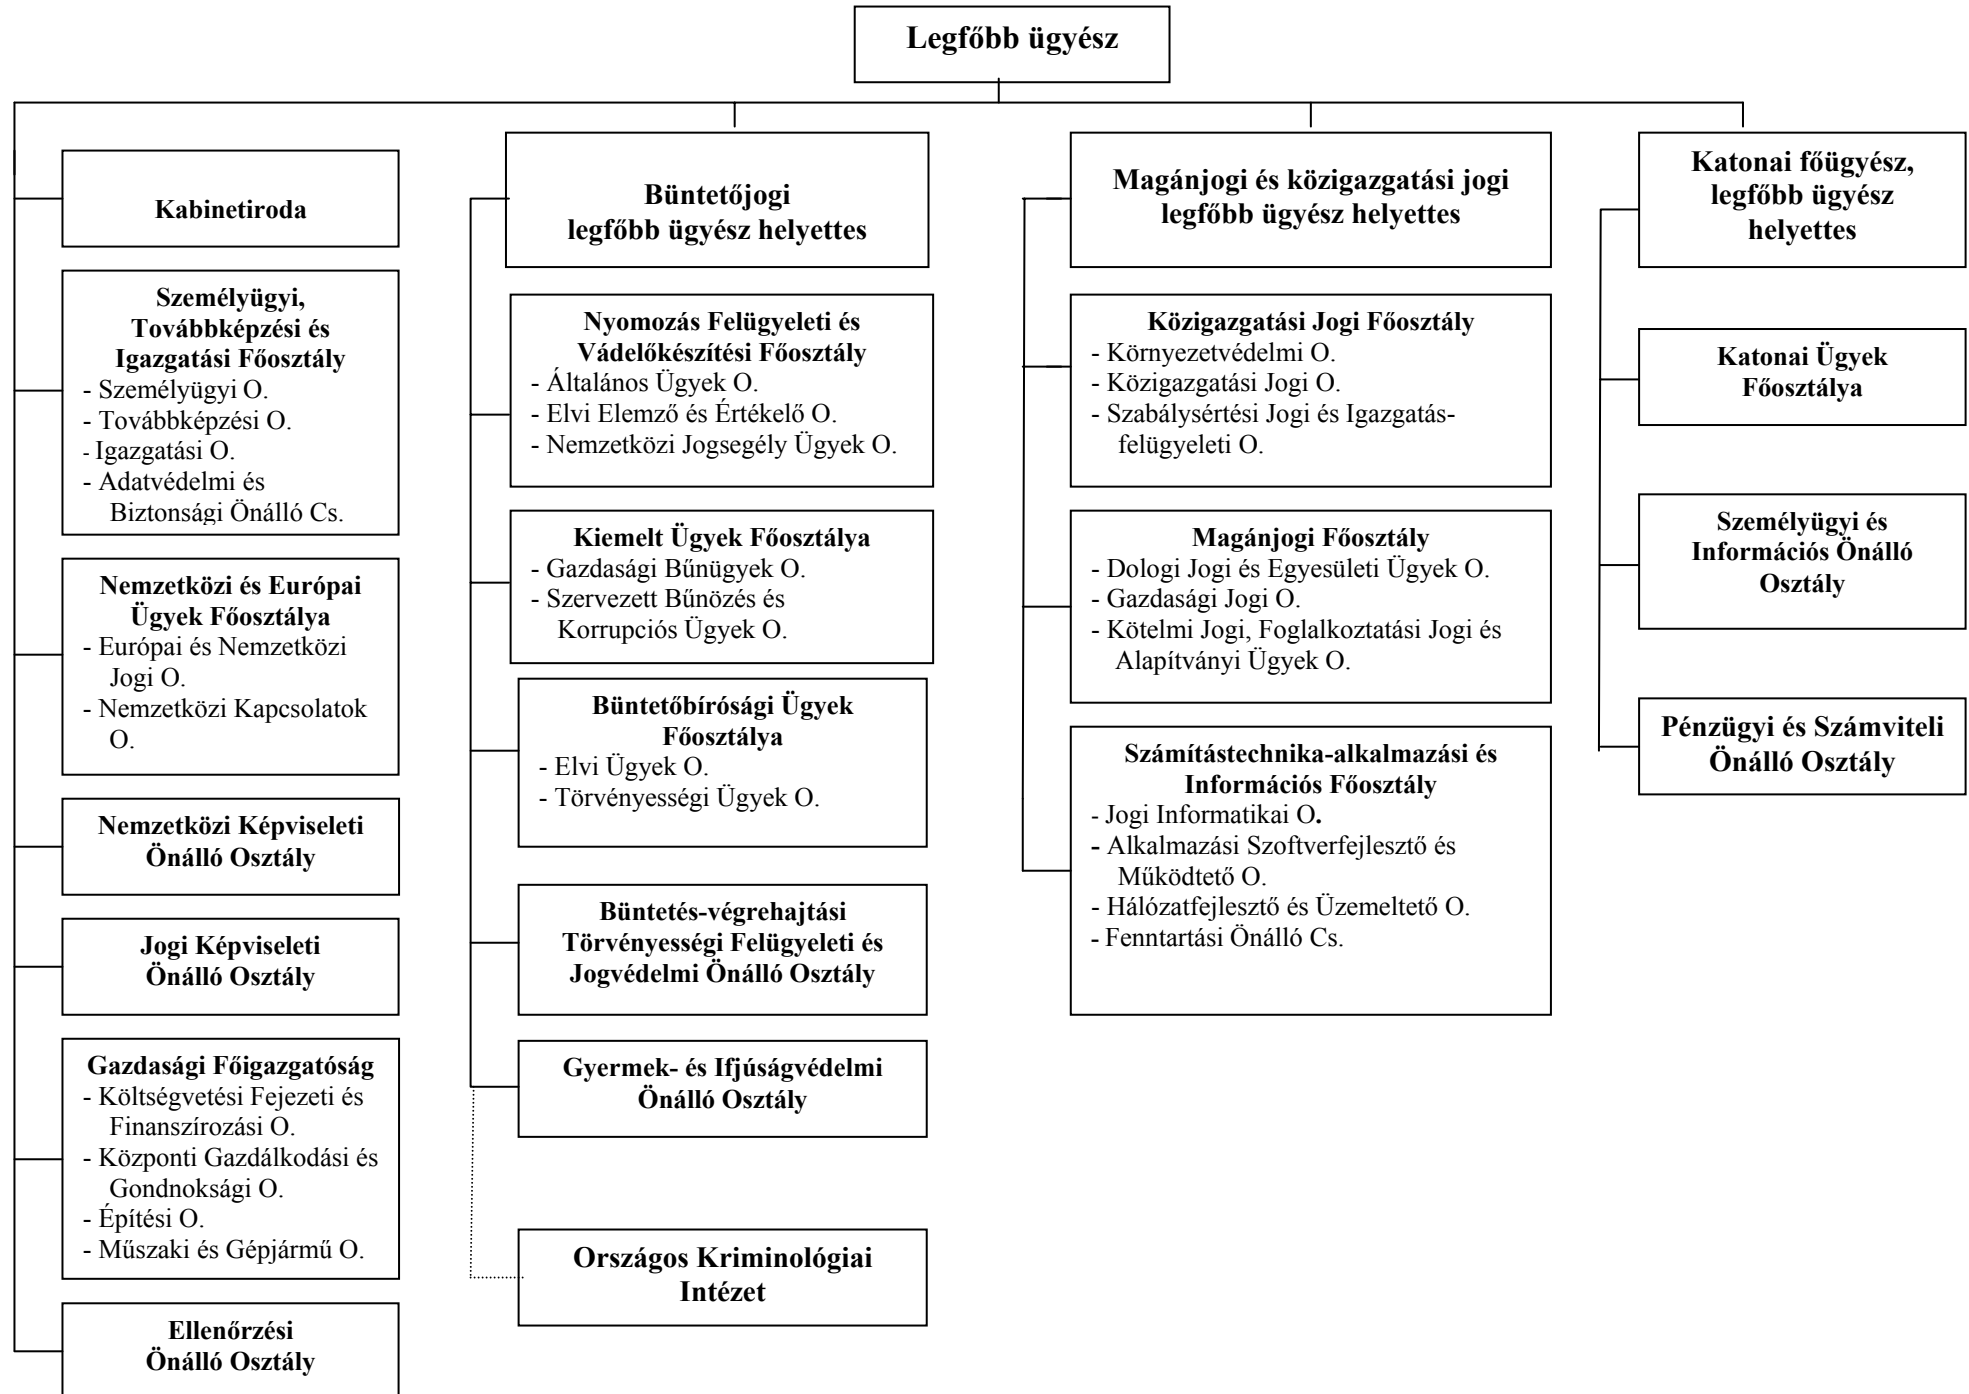 Legfőbb ügyész
Kabinetiroda
Személyügyi,
Továbbképzési és
Igazgatási Főosztály
- Személyügyi O.
- Továbbképzési O.
- Igazgatási O.
- Adatvédelmi és
Biztonsági Önálló Cs.
Nemzetközi és Európai
Ügyek Főosztálya
- Európai és Nemzetközi
Jogi O.
- Nemzetközi Kapcsolatok
O.
Nemzetközi Képviseleti
Önálló Osztály
Jogi Képviseleti
Önálló Osztály
Gazdasági Főigazgatóság
- Költségvetési Fejezeti és
Finanszírozási O.
- Központi Gazdálkodási és
Gondnoksági O.
- Építési O.
- Műszaki és Gépjármű O.
Ellenőrzési
Önálló Osztály
Büntetőjogi
legfőbb ügyész helyettes
Nyomozás Felügyeleti és
Vádelőkészítési Főosztály
- Általános Ügyek O.
- Elvi Elemző és Értékelő O.
- Nemzetközi Jogsegély Ügyek O.
Kiemelt Ügyek Főosztálya
- Gazdasági Bűnügyek O.
- Szervezett Bűnözés és
Korrupciós Ügyek O.
Büntetőbírósági Ügyek
Főosztálya
- Elvi Ügyek O.
- Törvényességi Ügyek O.
Büntetés-végrehajtási
Törvényességi Felügyeleti és
Jogvédelmi Önálló Osztály
Gyermek- és Ifjúságvédelmi
Önálló Osztály
Országos Kriminológiai
Intézet
Magánjogi és közigazgatási jogi
legfőbb ügyész helyettes
Közigazgatási Jogi Főosztály
- Környezetvédelmi O.
- Közigazgatási Jogi O.
- Szabálysértési Jogi és Igazgatás-
felügyeleti O.
Magánjogi Főosztály
- Dologi Jogi és Egyesületi Ügyek O.
- Gazdasági Jogi O.
- Kötelmi Jogi, Foglalkoztatási Jogi és
Alapítványi Ügyek O.
Számítástechnika-alkalmazási és
Információs Főosztály
- Jogi Informatikai O.
- Alkalmazási Szoftverfejlesztő és
Működtető O.
- Hálózatfejlesztő és Üzemeltető O.
- Fenntartási Önálló Cs.
Katonai főügyész,
legfőbb ügyész
helyettes
Katonai Ügyek
Főosztálya
Személyügyi és
Információs Önálló
Osztály
Pénzügyi és Számviteli
Önálló Osztály